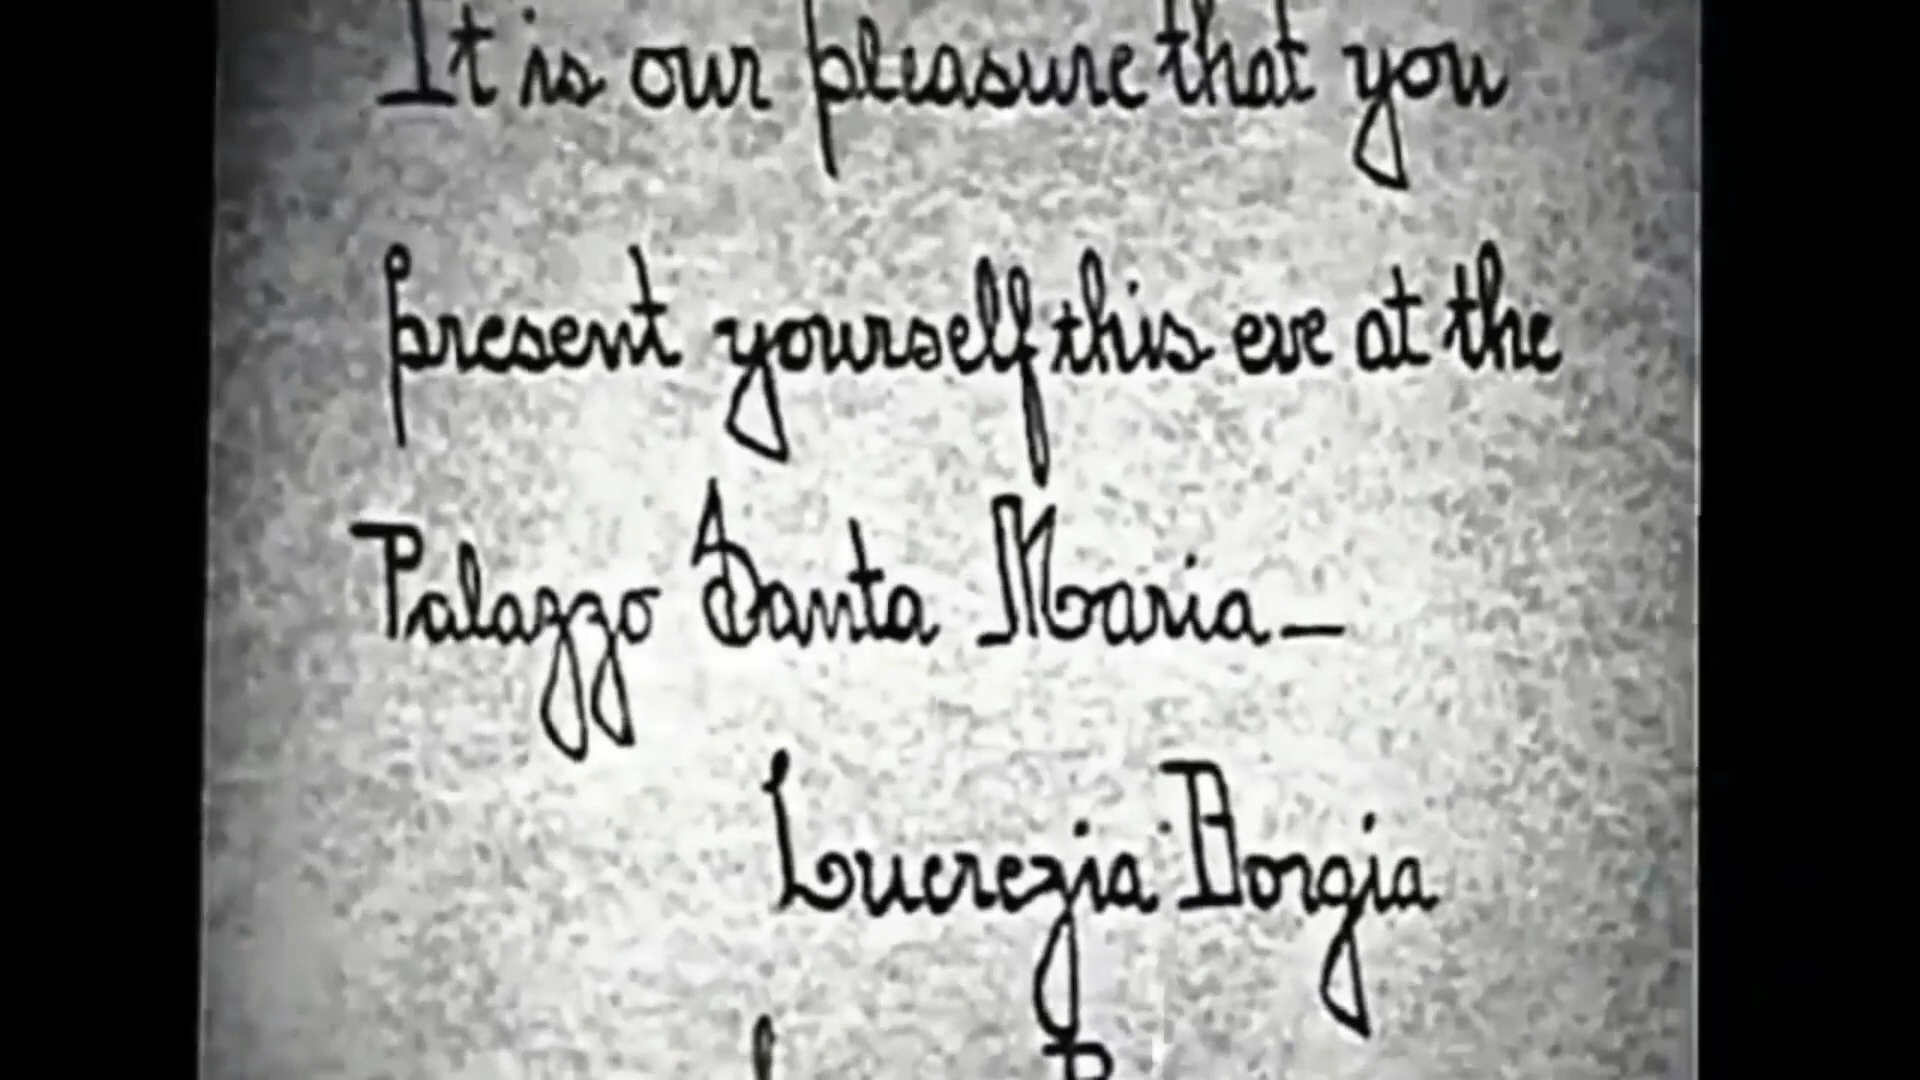 It is our pleasure that you
present yourself this eve at the
Palazzo Santa Maria—
Lucrezia Borgia